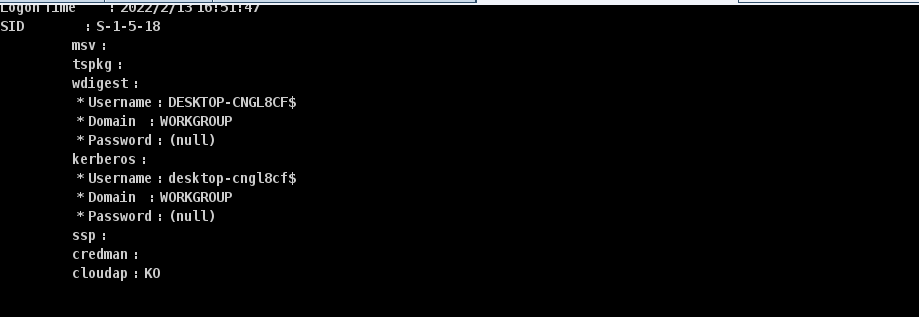 Logon Time : 2022/2/13 16:51:47
SID : S-1-5-18
msv :
tspkg :
wdigest :
* Username : DESKTOP-CNGL8CF$
* Domain : WORKGROUP
* Password : (null)
kerberos :
* Username : desktop-cngl8cf$
* Domain : WORKGROUP
* Password : (null)
ssp :
credman :
cloudap : KO